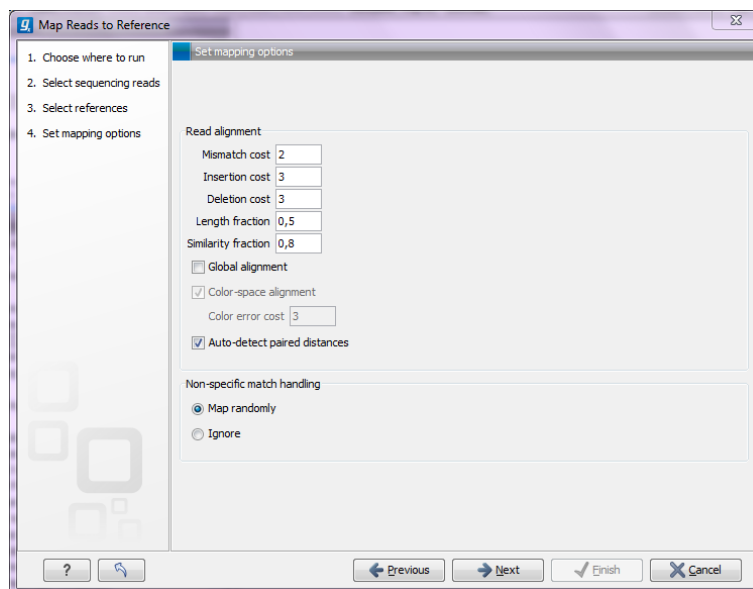 Map Reads to Reference
1. Choose where to run
2. Select sequencing reads
3. Select references
4. Set mapping options
Set mapping options
Read alignment
Mismatch cost 2
Insertion cost 3
Deletion cost 3
Length fraction 0,5
Similarity fraction 0,8
Global alignment
Color-space alignment
Color error cost 3
Auto-detect paired distances
Non-specific match handling
Map randomly
Ignore
? Previous Next Finish Cancel